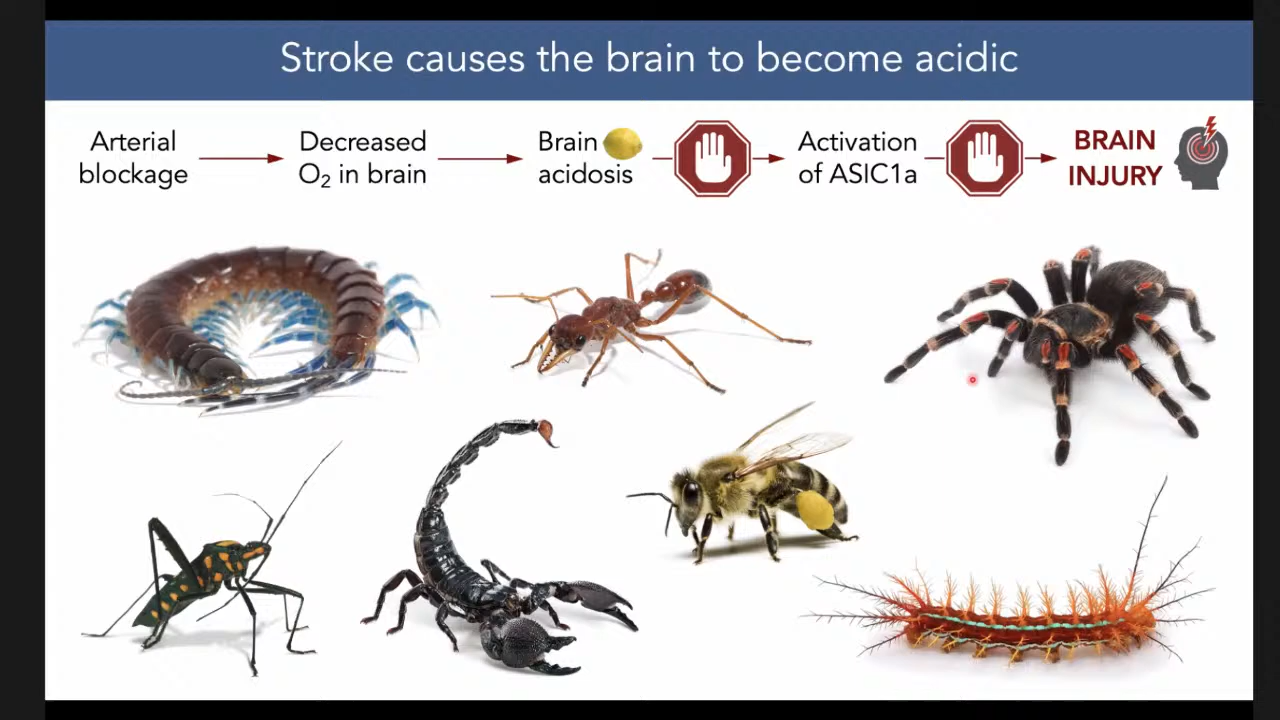 Stroke causes the brain to become acidic
Arterial
blockage
Decreased
O₂ in brain
Brain
acidosis
Activation
of ASIC1a
BRAIN
INJURY